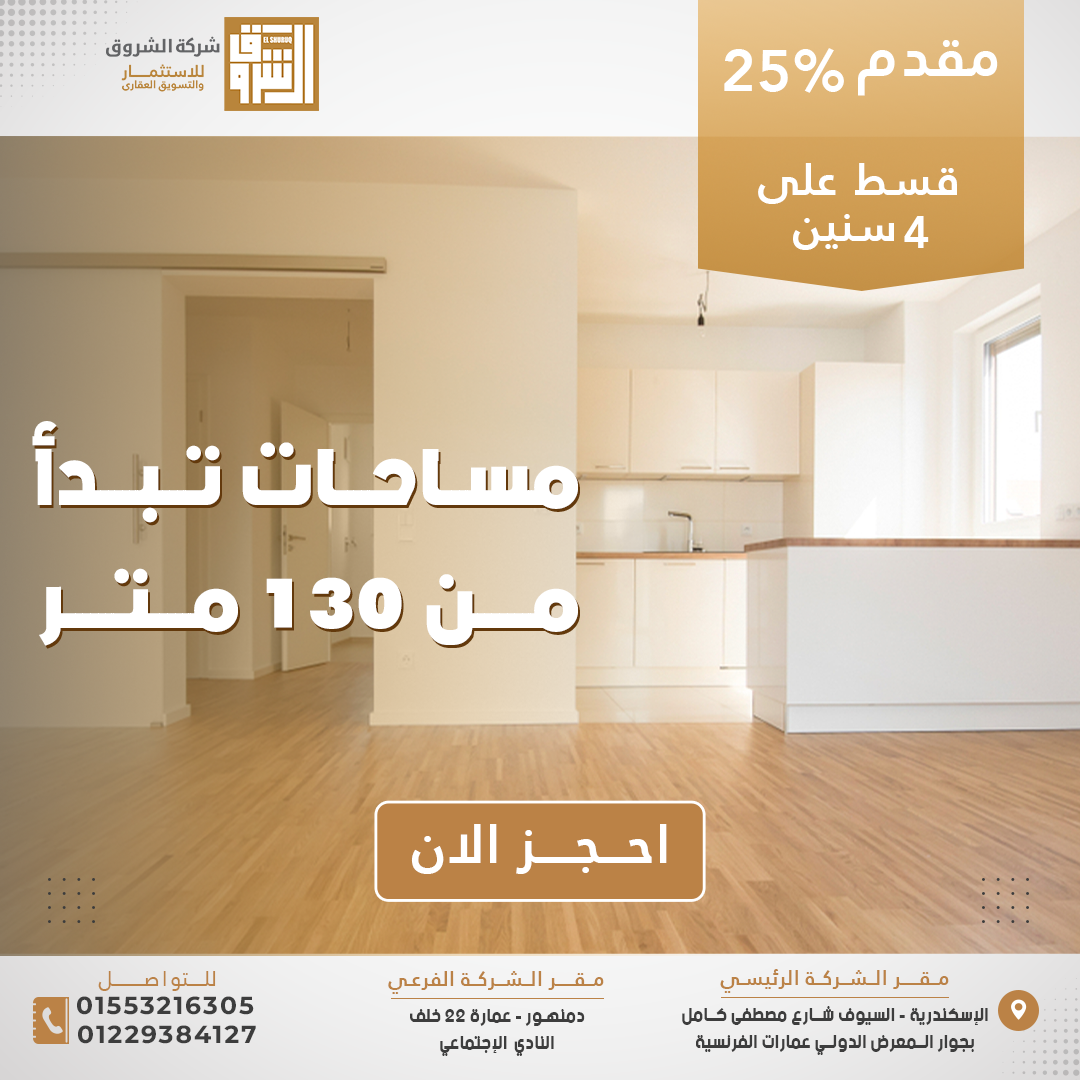 شركة الشروق
للاستثمار
والتسويق العقارى
EL SHURUQ
الشروق
مقدم 25%
قسط على
4 سنين
مساحات تبدأ
من 130 متر
احجز الان
مقر الشركة الرئيسي
الإسكندرية - السيوف شارع مصطفى كامل
بجوار المعرض الدولي عمارات الفرنسية
مقر الشركة الفرعي
دمنهور - عمارة 22 خلف
النادي الإجتماعي
للتواصل
01553216305
01229384127